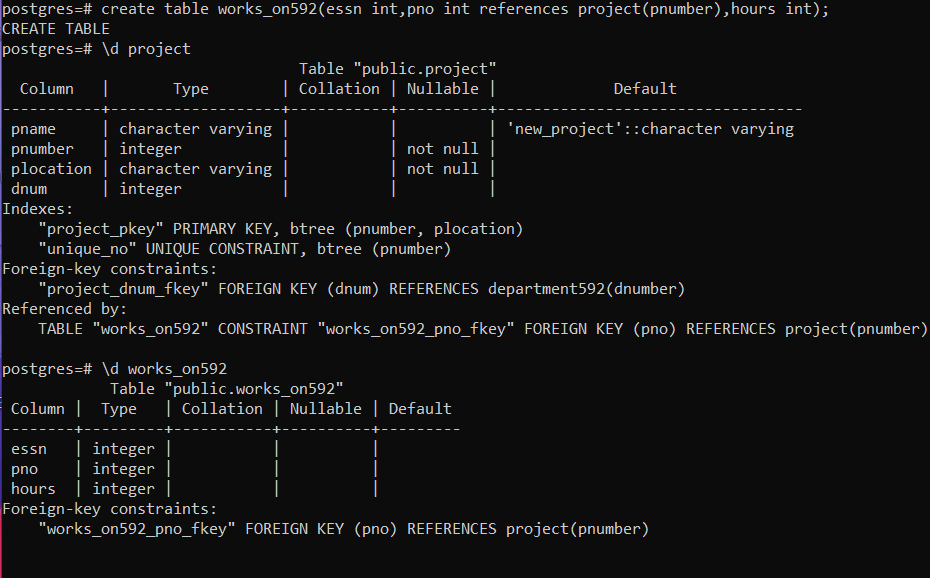 postgres=# create table works_on592(essn int,pno int references project(pnumber),hours int);
CREATE TABLE
postgres=# \d project
                                 Table "public.project"
  Column   |       Type        | Collation | Nullable |             Default
-----------+-------------------+-----------+----------+----------------------------------
 pname     | character varying |           |          | 'new_project'::character varying
 pnumber   | integer           |           | not null |
 plocation | character varying |           | not null |
 dnum      | integer           |           |          |
Indexes:
    "project_pkey" PRIMARY KEY, btree (pnumber, plocation)
    "unique_no" UNIQUE CONSTRAINT, btree (pnumber)
Foreign-key constraints:
    "project_dnum_fkey" FOREIGN KEY (dnum) REFERENCES department592(dnumber)
Referenced by:
    TABLE "works_on592" CONSTRAINT "works_on592_pno_fkey" FOREIGN KEY (pno) REFERENCES project(pnumber)

postgres=# \d works_on592
            Table "public.works_on592"
 Column |  Type   | Collation | Nullable | Default
--------+---------+-----------+----------+---------
 essn   | integer |           |          |
 pno    | integer |           |          |
 hours  | integer |           |          |
Foreign-key constraints:
    "works_on592_pno_fkey" FOREIGN KEY (pno) REFERENCES project(pnumber)